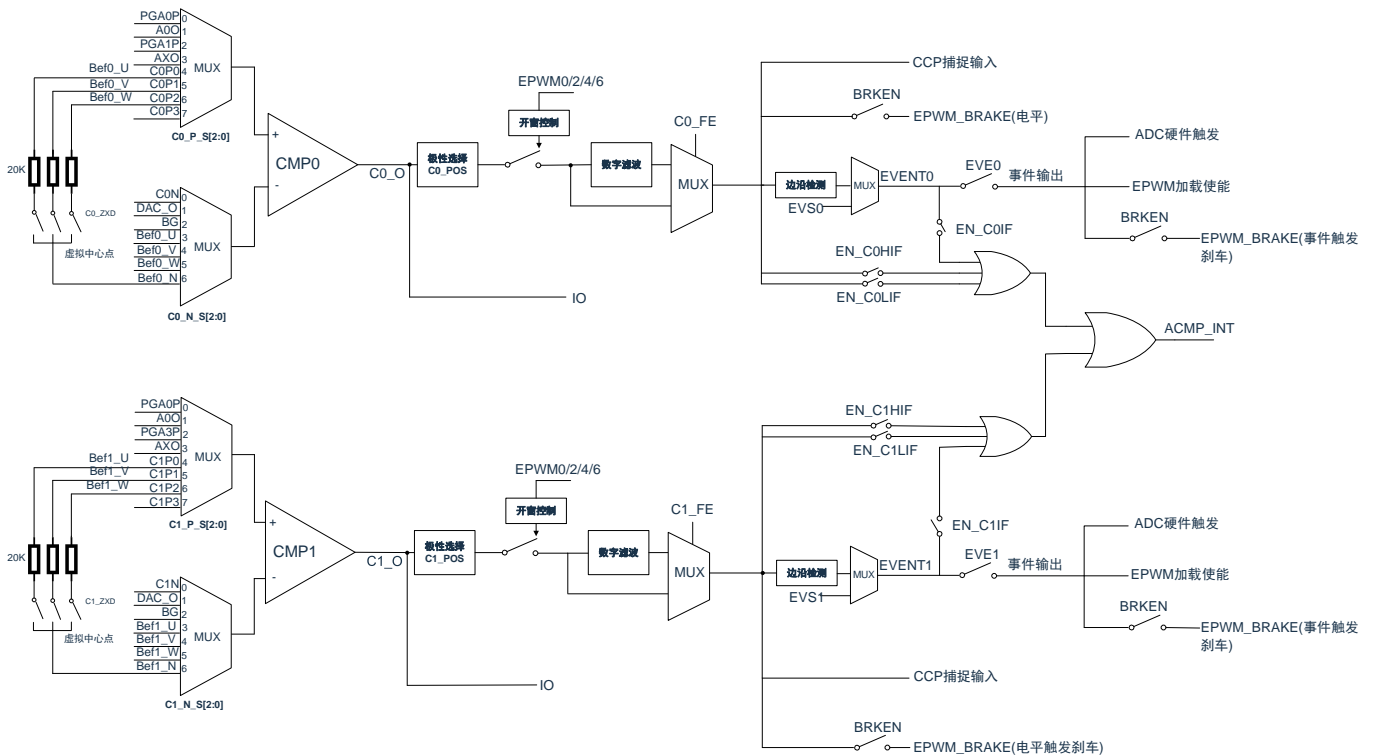 PGA0P 0
A0O 1
PGA1P 2
AXO 3
Bef0_U C0P0 4
Bef0_V C0P1 5
Bef0_W C0P2 6
C0P3 7
MUX
C0_P_S[2:0]
20K
C0_ZXD
虚拟中心点
C0N 0
DAC_O 1
BG 2
Bef0_U 3
Bef0_V 4
Bef0_W 5
Bef0_N 6
MUX
C0_N_S[2:0]
+
-
CMP0
C0_O
IO
极性选择
C0_POS
EPWM0/2/4/6
开窗控制
数字滤波
C0_FE
MUX
CCP捕捉输入
BRKEN
EPWM_BRAKE(电平)
边沿检测
EVS0
MUX
EVENT0
EVE0
事件输出
ADC硬件触发
EPWM加载使能
BRKEN
EPWM_BRAKE(事件触发
刹车)
EN_C0IF
EN_C0HIF
EN_C0LIF
ACMP_INT
PGA0P 0
A0O 1
PGA3P 2
AXO 3
Bef1_U C1P0 4
Bef1_V C1P1 5
Bef1_W C1P2 6
C1P3 7
MUX
C1_P_S[2:0]
20K
C1_ZXD
虚拟中心点
C1N 0
DAC_O 1
BG 2
Bef1_U 3
Bef1_V 4
Bef1_W 5
Bef1_N 6
MUX
C1_N_S[2:0]
+
-
CMP1
C1_O
IO
极性选择
C1_POS
EPWM0/2/4/6
开窗控制
数字滤波
C1_FE
MUX
EN_C1HIF
EN_C1LIF
EN_C1IF
边沿检测
EVS1
MUX
EVENT1
EVE1
事件输出
ADC硬件触发
EPWM加载使能
BRKEN
EPWM_BRAKE(事件触发
刹车)
CCP捕捉输入
BRKEN
EPWM_BRAKE(电平触发刹车)